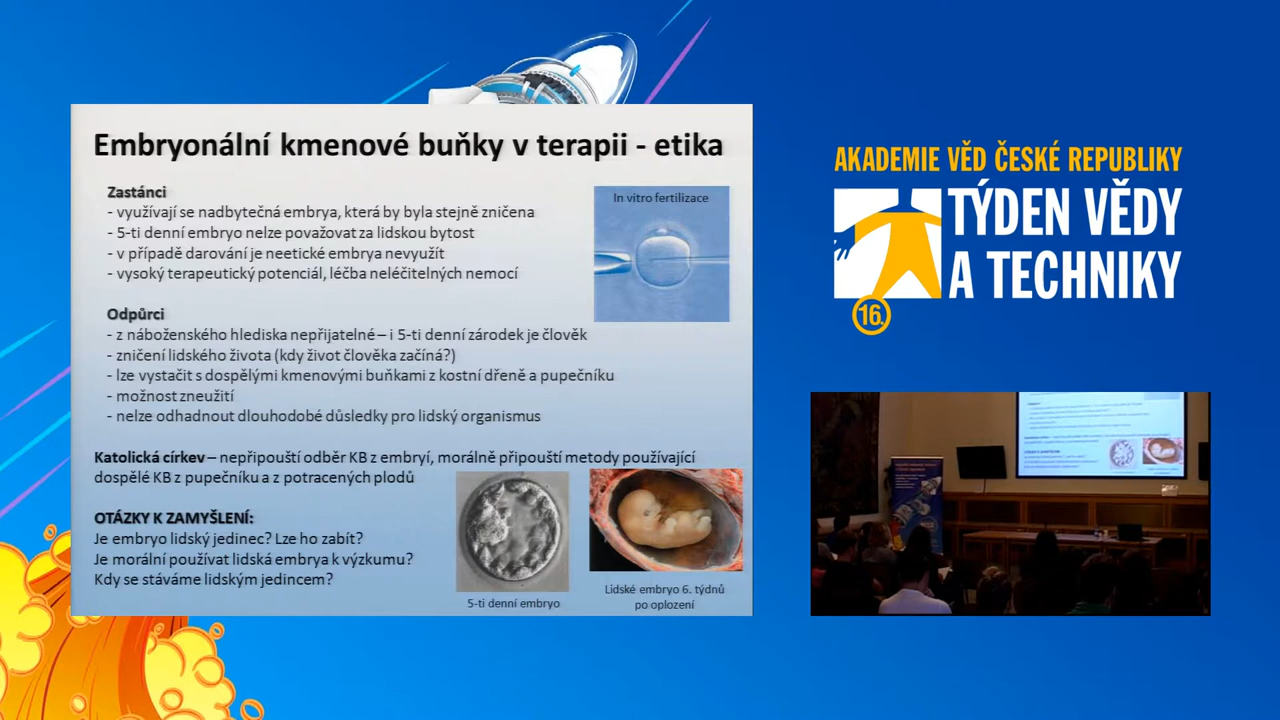 Embryonální kmenové buňky v terapii - etika
Zastánci
- využívají se nadbytečná embrya, která by byla stejně zničena
- 5-ti denní embryo nelze považovat za lidskou bytost
- v případě darování je neetické embrya nevyužít
- vysoký terapeutický potenciál, léčba neléčitelných nemocí
In vitro fertilizace
Odpůrci
- z náboženského hlediska nepřijatelné – i 5-ti denní zárodek je člověk
- zničení lidského života (kdy život člověka začíná?)
- lze vystačit s dospělými kmenovými buňkami z kostní dřeně a pupečníku
- možnost zneužití
- nelze odhadnout dlouhodobé důsledky pro lidský organismus
Katolická církev – nepřipouští odběr KB z embryí, morálně připouští metody používající
dospělé KB z pupečníku a z potracených plodů
OTÁZKY K ZAMYŠLENÍ:
Je embryo lidský jedinec? Lze ho zabít?
Je morální používat lidská embrya k výzkumu?
Kdy se stáváme lidským jedincem?
5-ti denní embryo
Lidské embryo 6. týdnů
po oplození
AKADEMIE VĚD ČESKÉ REPUBLIKY
TÝDEN VĚDY
A TECHNIKY
16.